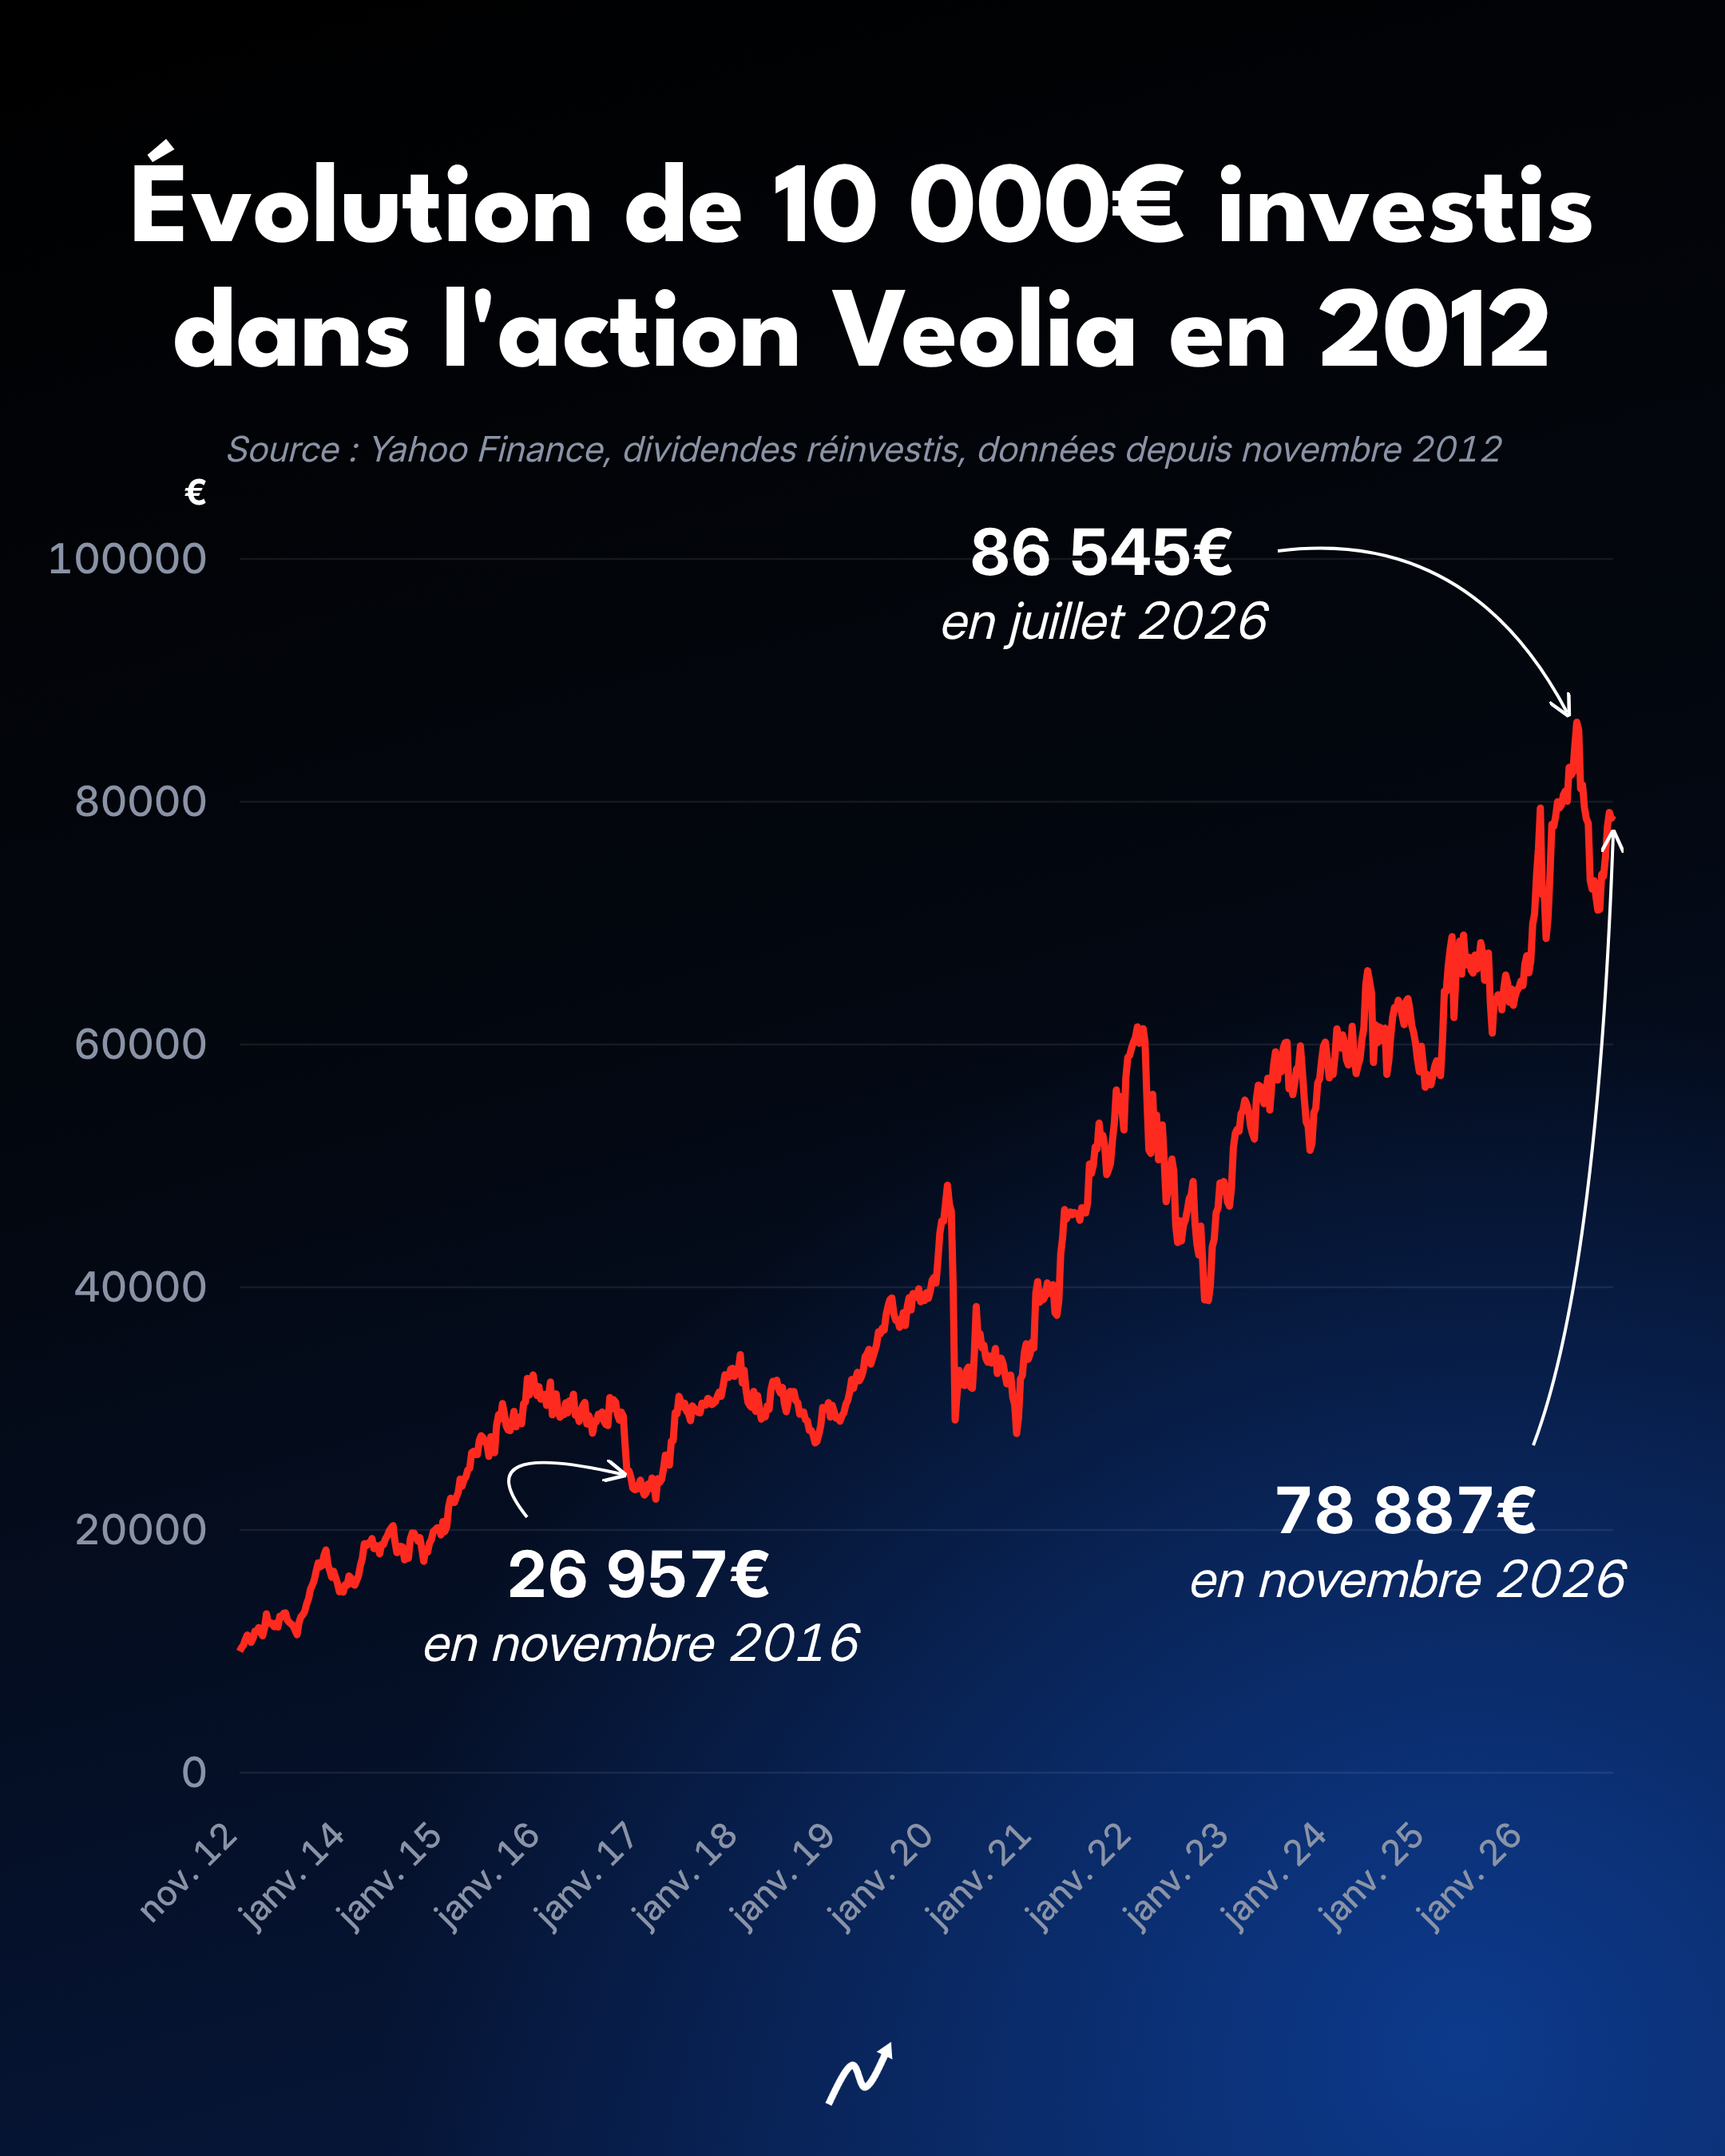 Évolution de 10 000€ investis
dans l'action Veolia en 2012
Source : Yahoo Finance, dividendes réinvestis, données depuis novembre 2012
€
100000
86 545€
en juillet 2026
80000
60000
40000
20000
26 957€
en novembre 2016
78 887€
en novembre 2026
0
nov. 12
janv. 14
janv. 15
janv. 16
janv. 17
janv. 18
janv. 19
janv. 20
janv. 21
janv. 22
janv. 23
janv. 24
janv. 25
janv. 26